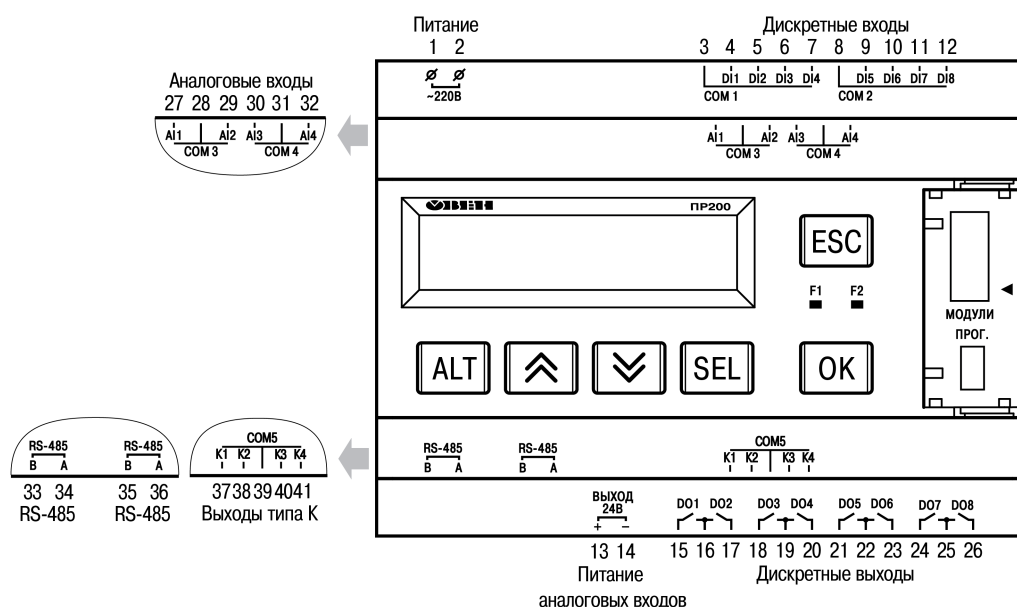 Питание
Дискретные входы
1 2
3 4 5 6 7 8 9 10 11 12
~220В
DI1 DI2 DI3 DI4 DI5 DI6 DI7 DI8
COM 1 COM 2
Аналоговые входы
27 28 29 30 31 32
AI1 AI2 AI3 AI4
COM 3 COM 4
AI1 AI2 AI3 AI4
COM 3 COM 4
ОВЕН ПР200
ESC
F1 F2
МОДУЛИ
ПРОГ.
ALT SEL OK
RS-485 RS-485
B A B A
COM5
K1 K2 K3 K4
33 34 35 36
RS-485 RS-485
37 38 39 40 41
Выходы типа К
RS-485 RS-485
B A B A
COM5
K1 K2 K3 K4
ВЫХОД
24В
+ −
DO1 DO2 DO3 DO4 DO5 DO6 DO7 DO8
13 14 15 16 17 18 19 20 21 22 23 24 25 26
Питание
аналоговых входов
Дискретные выходы